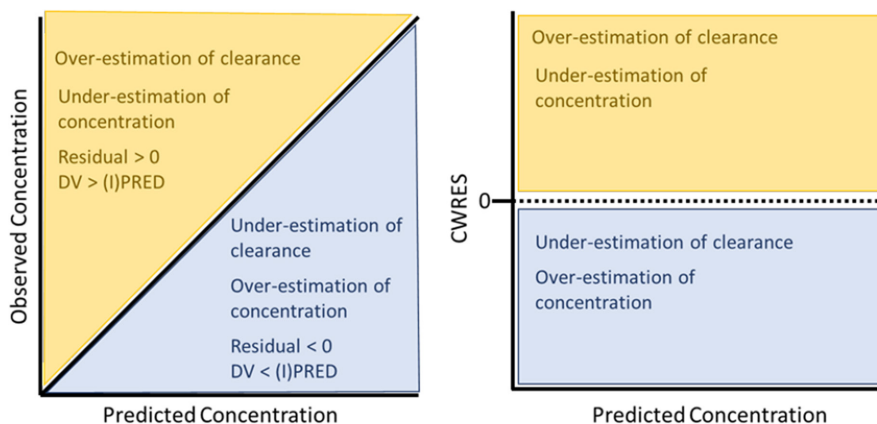 Observed Concentration
Over-estimation of clearance
Under-estimation of
concentration
Residual > 0
DV > (I)PRED
Under-estimation of
clearance
Over-estimation of
concentration
Residual < 0
DV < (I)PRED
Predicted Concentration
CWRES
0
Over-estimation of clearance
Under-estimation of
concentration
Under-estimation of clearance
Over-estimation of
concentration
Predicted Concentration